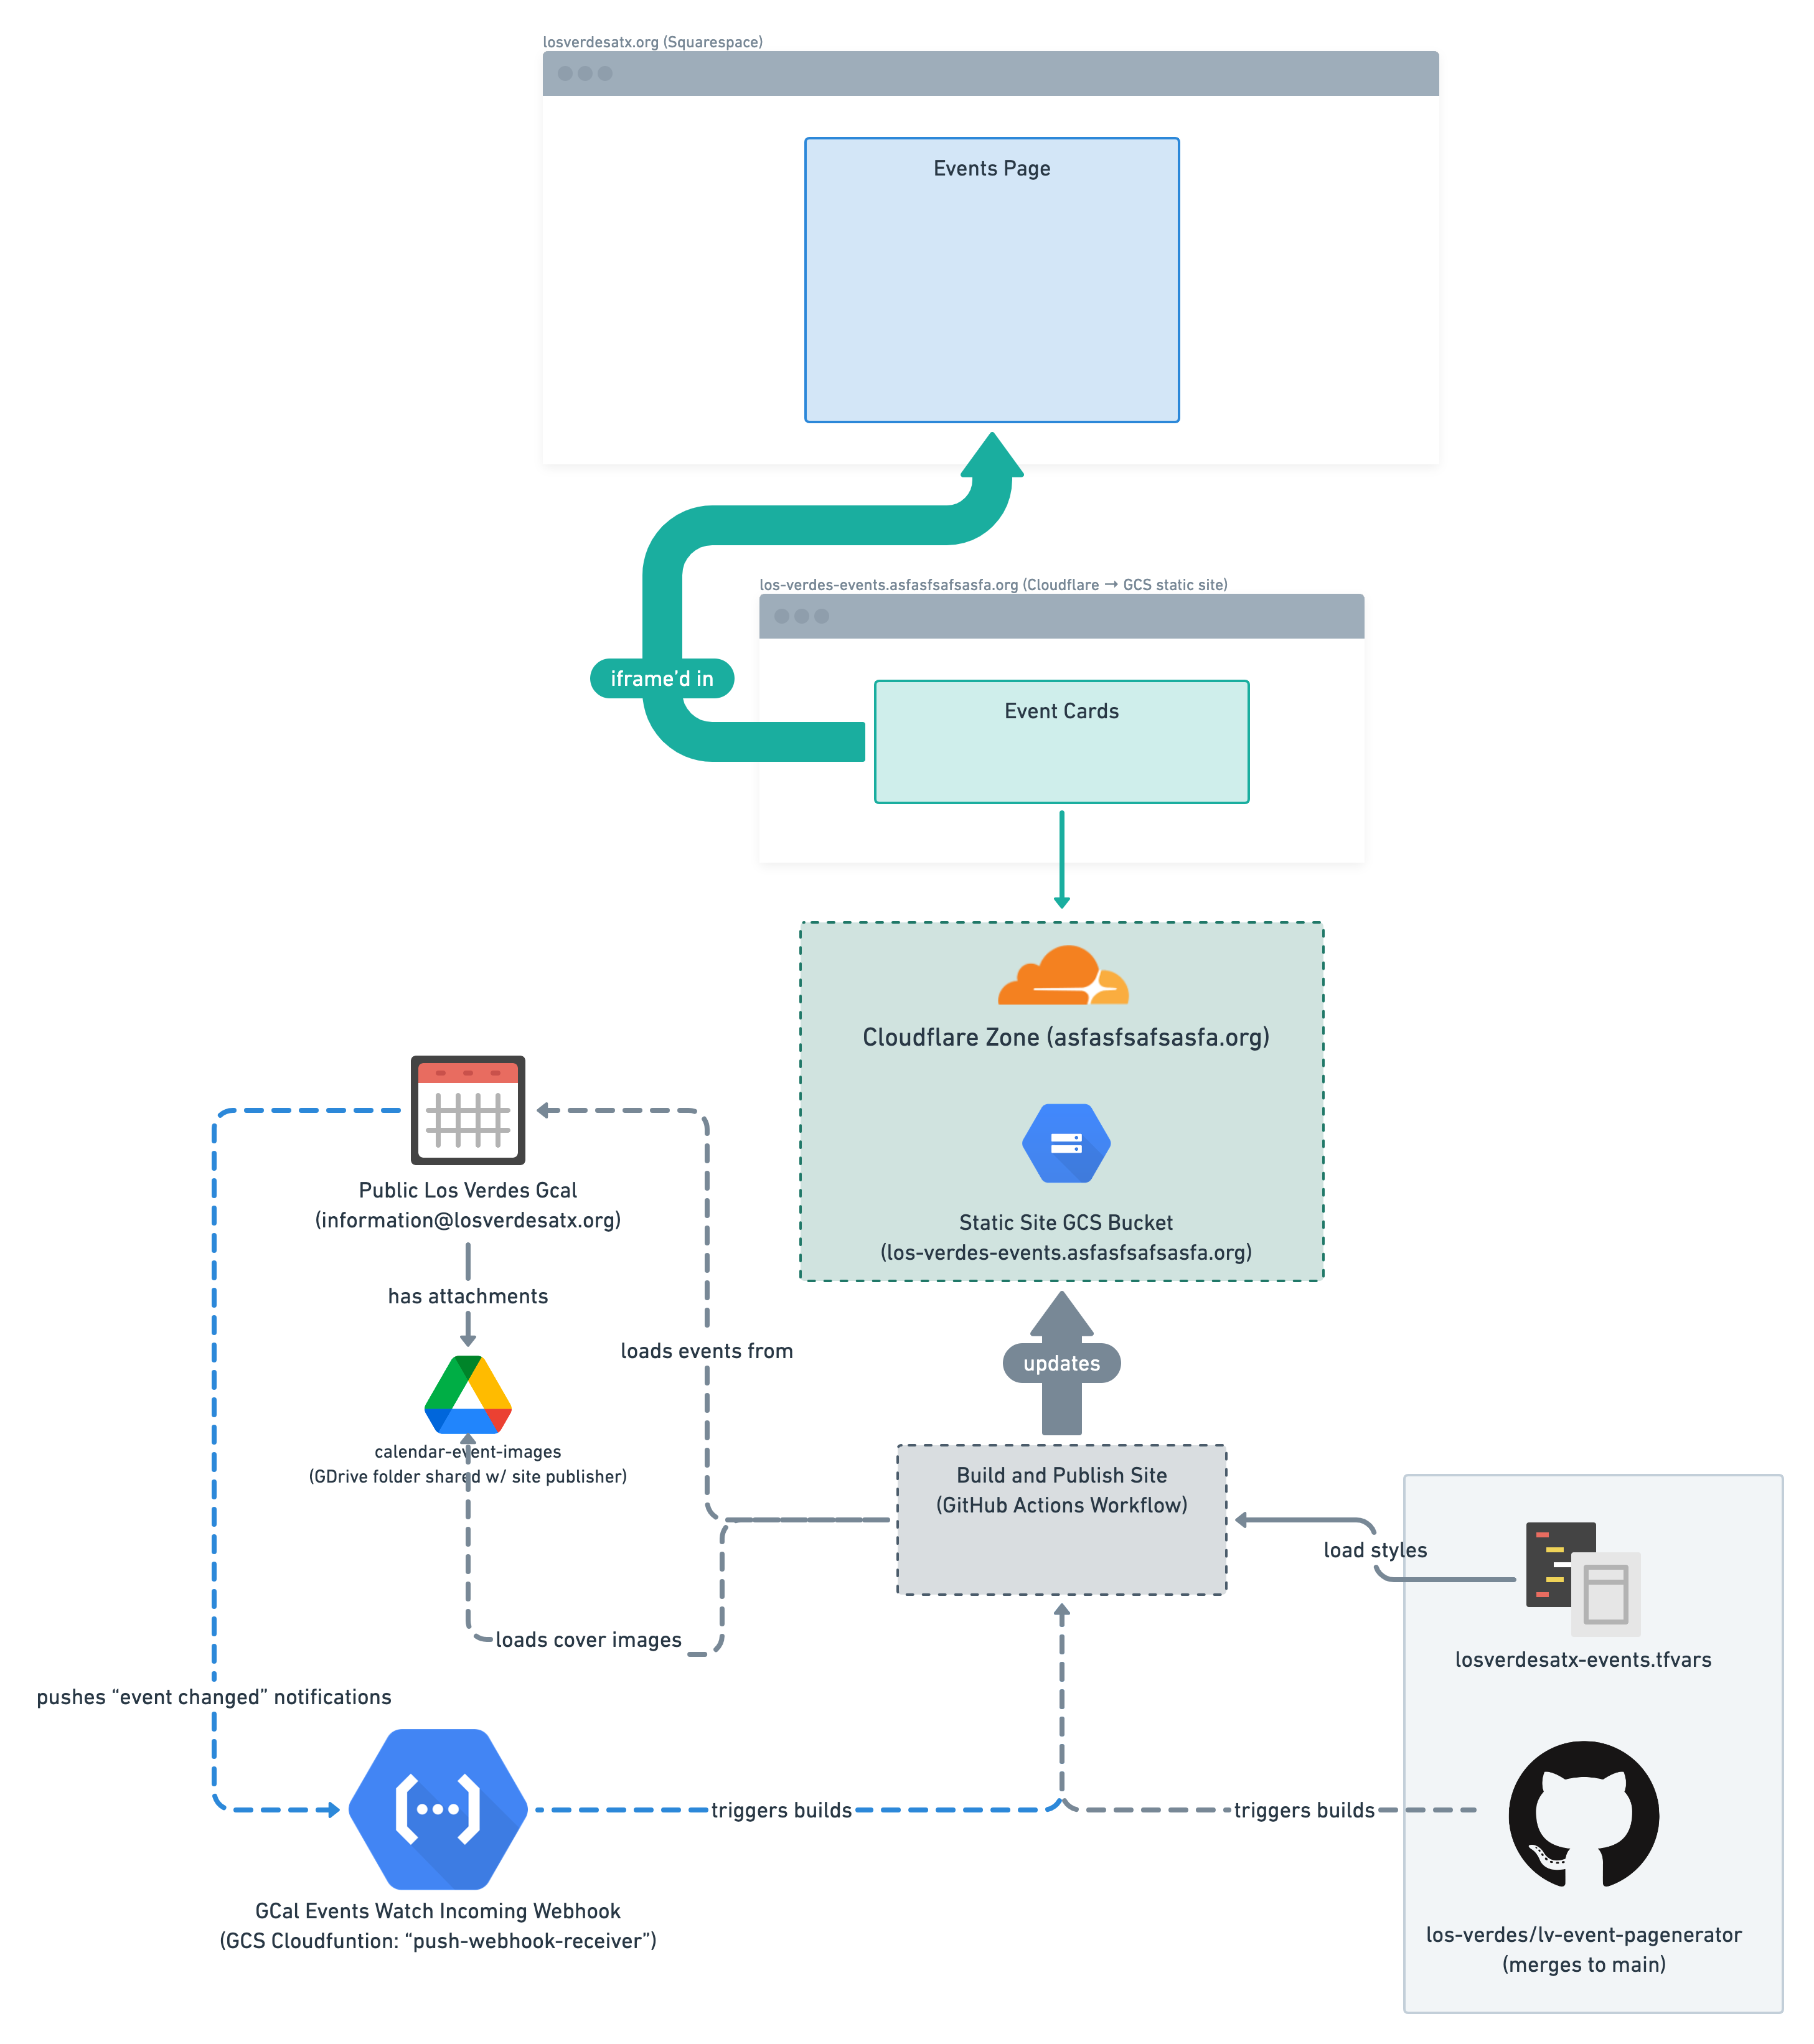 losverdesatx.org (Squarespace)
Events Page
los-verdes-events.asfasfsafsasfa.org (Cloudflare → GCS static site)
iframe’d in
Event Cards
Cloudflare Zone (asfasfsafsasfa.org)
Static Site GCS Bucket
(los-verdes-events.asfasfsafsasfa.org)
Public Los Verdes Gcal
(information@losverdesatx.org)
has attachments
loads events from
updates
calendar-event-images
(GDrive folder shared w/ site publisher)
Build and Publish Site
(GitHub Actions Workflow)
load styles
loads cover images
losverdesatx-events.tfvars
pushes “event changed” notifications
triggers builds
triggers builds
GCal Events Watch Incoming Webhook
(GCS Cloudfuntion: “push-webhook-receiver”)
los-verdes/lv-event-pagenerator
(merges to main)